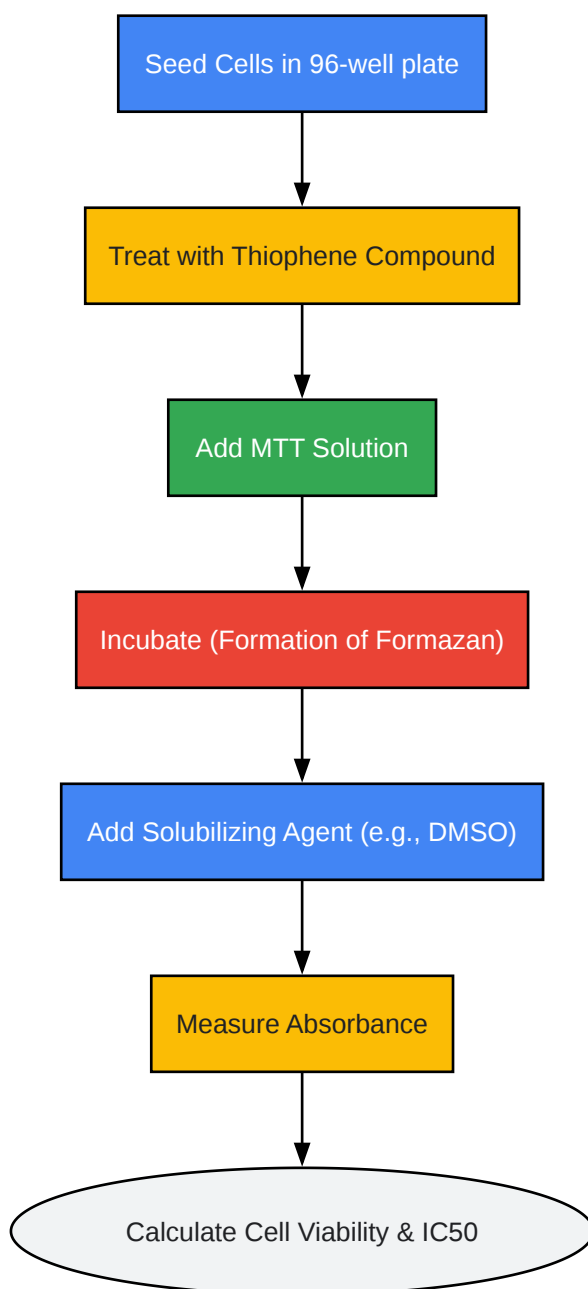 Seed Cells in 96-well plate
Treat with Thiophene Compound
Add MTT Solution
Incubate (Formation of Formazan)
Add Solubilizing Agent (e.g., DMSO)
Measure Absorbance
Calculate Cell Viability & IC50